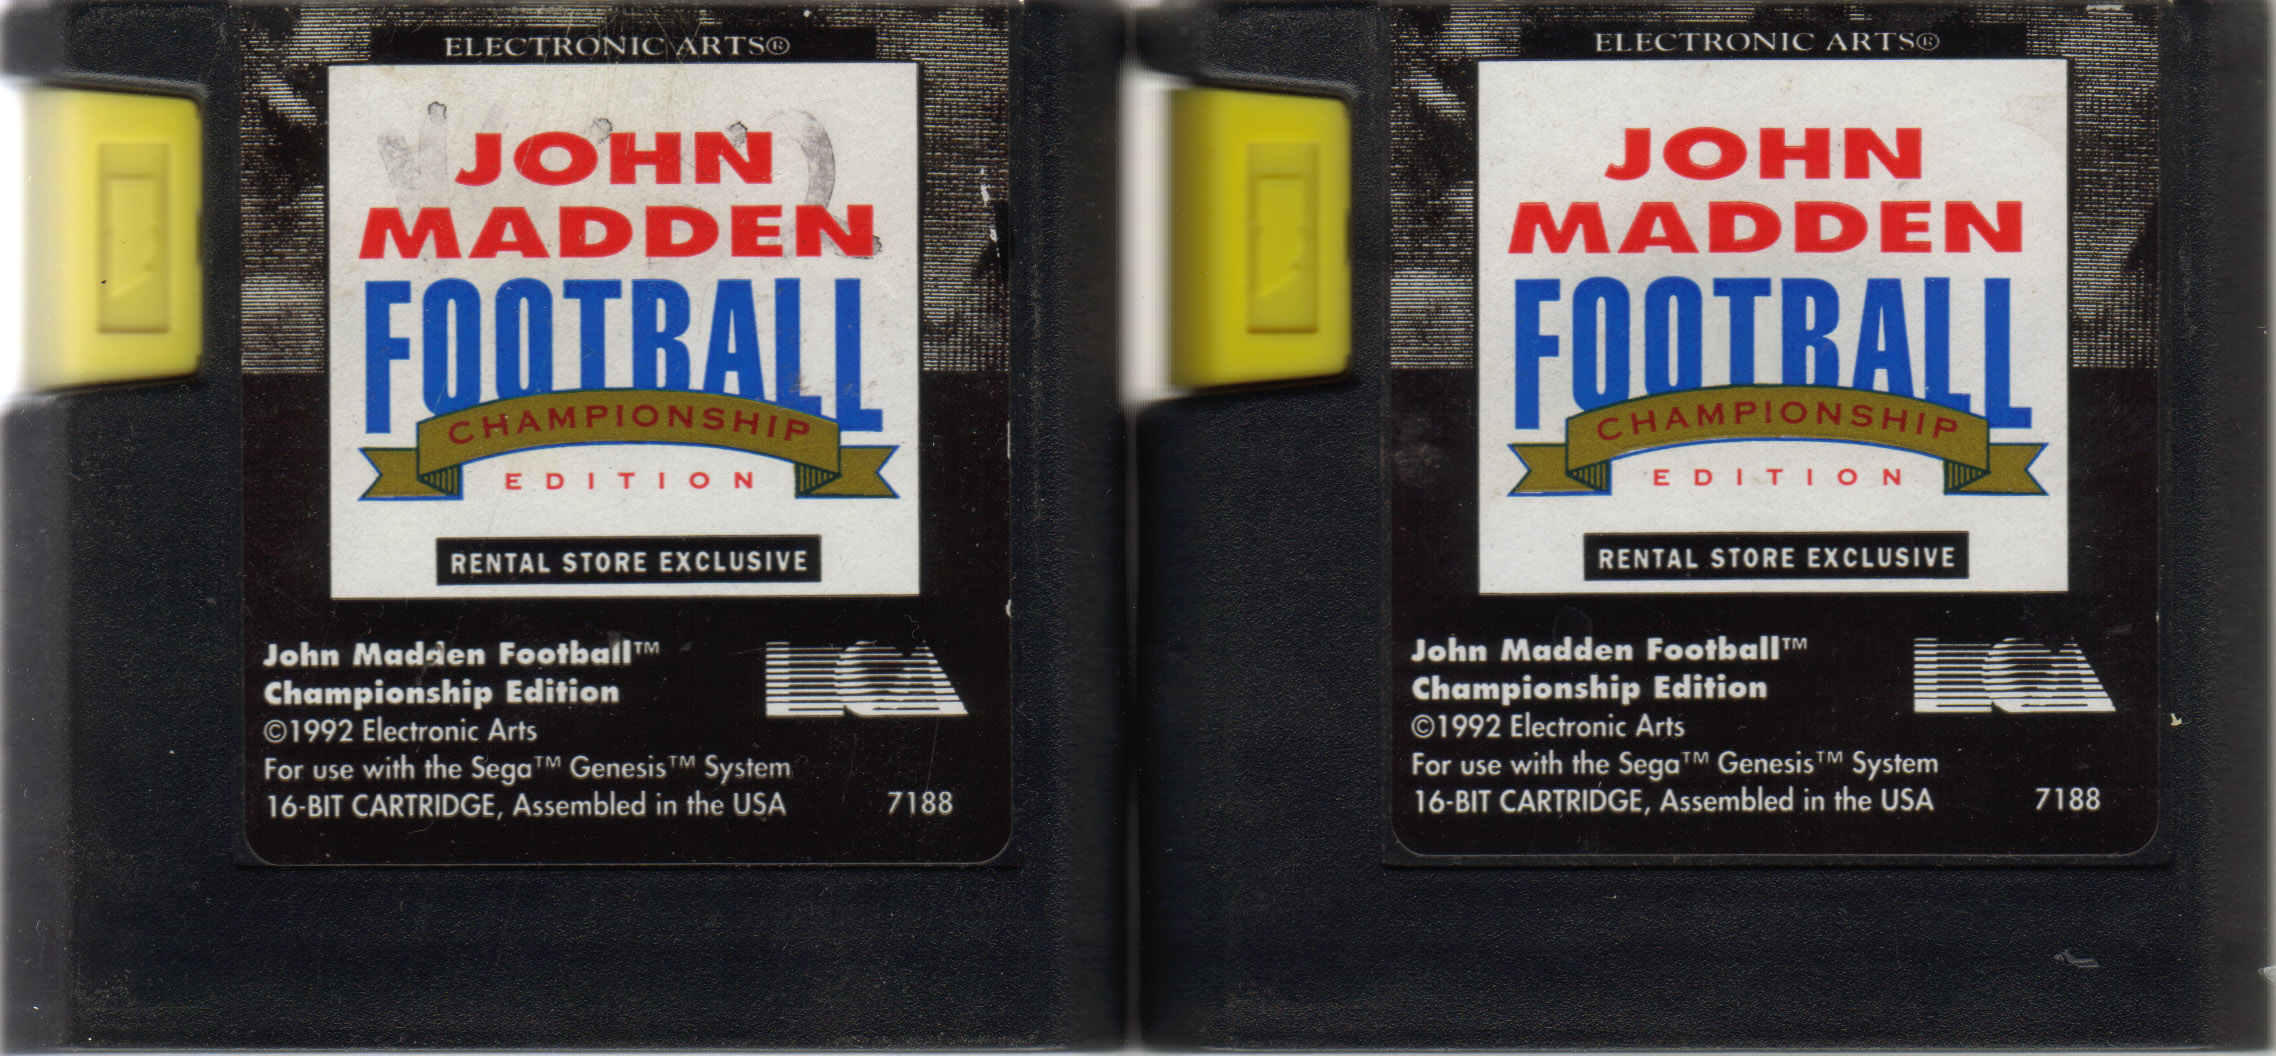 ELECTRONIC ARTS®
JOHN
MADDEN
FOOTBALL
CHAMPIONSHIP
EDITION
RENTAL STORE EXCLUSIVE
John Madden Football™
Championship Edition
©1992 Electronic Arts
For use with the Sega™ Genesis™ System
16-BIT CARTRIDGE, Assembled in the USA
7188
EA
ELECTRONIC ARTS®
JOHN
MADDEN
FOOTBALL
CHAMPIONSHIP
EDITION
RENTAL STORE EXCLUSIVE
John Madden Football™
Championship Edition
©1992 Electronic Arts
For use with the Sega™ Genesis™ System
16-BIT CARTRIDGE, Assembled in the USA
7188
EA